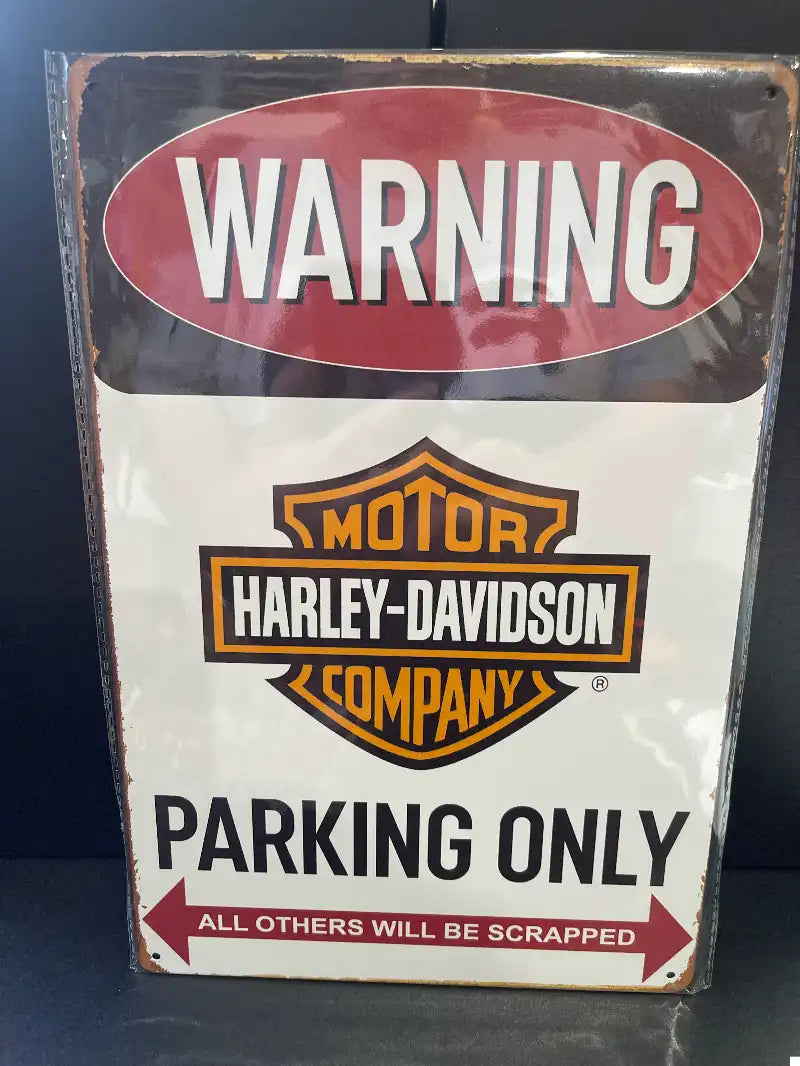 WARNING
MOTOR
HARLEY-DAVIDSON
COMPANY
®
PARKING ONLY
ALL OTHERS WILL BE SCRAPPED